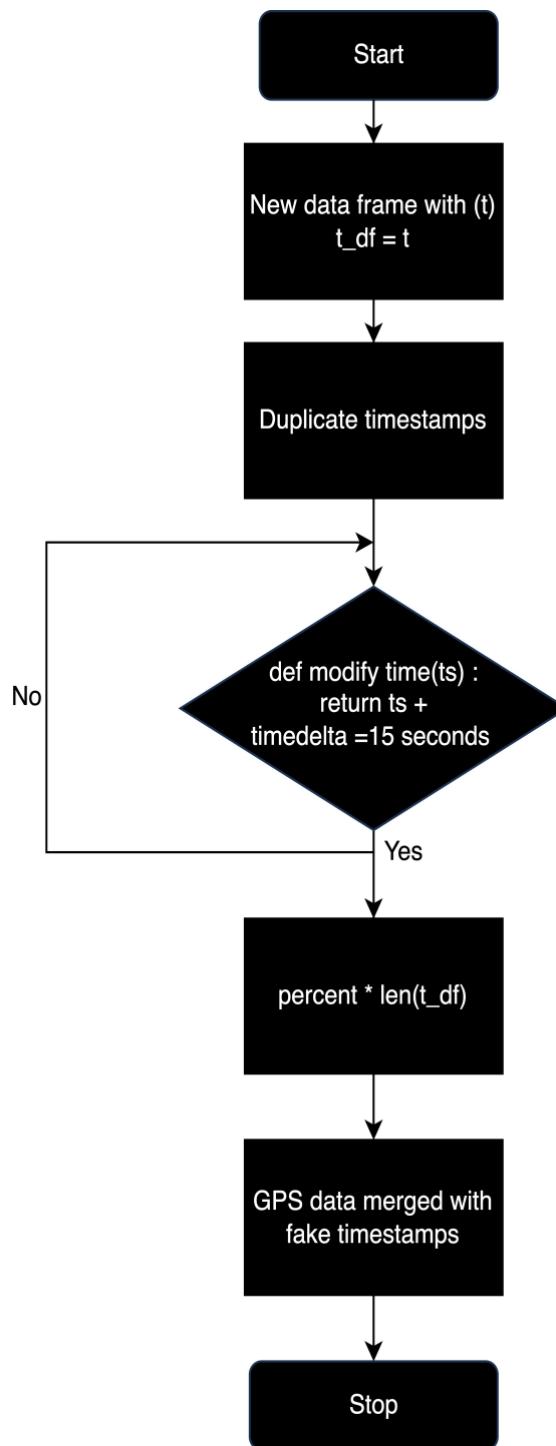 Start
New data frame with (t)
t_df = t
Duplicate timestamps
def modify time(ts) :
return ts +
timedelta =15 seconds
No
Yes
percent * len(t_df)
GPS data merged with
fake timestamps
Stop